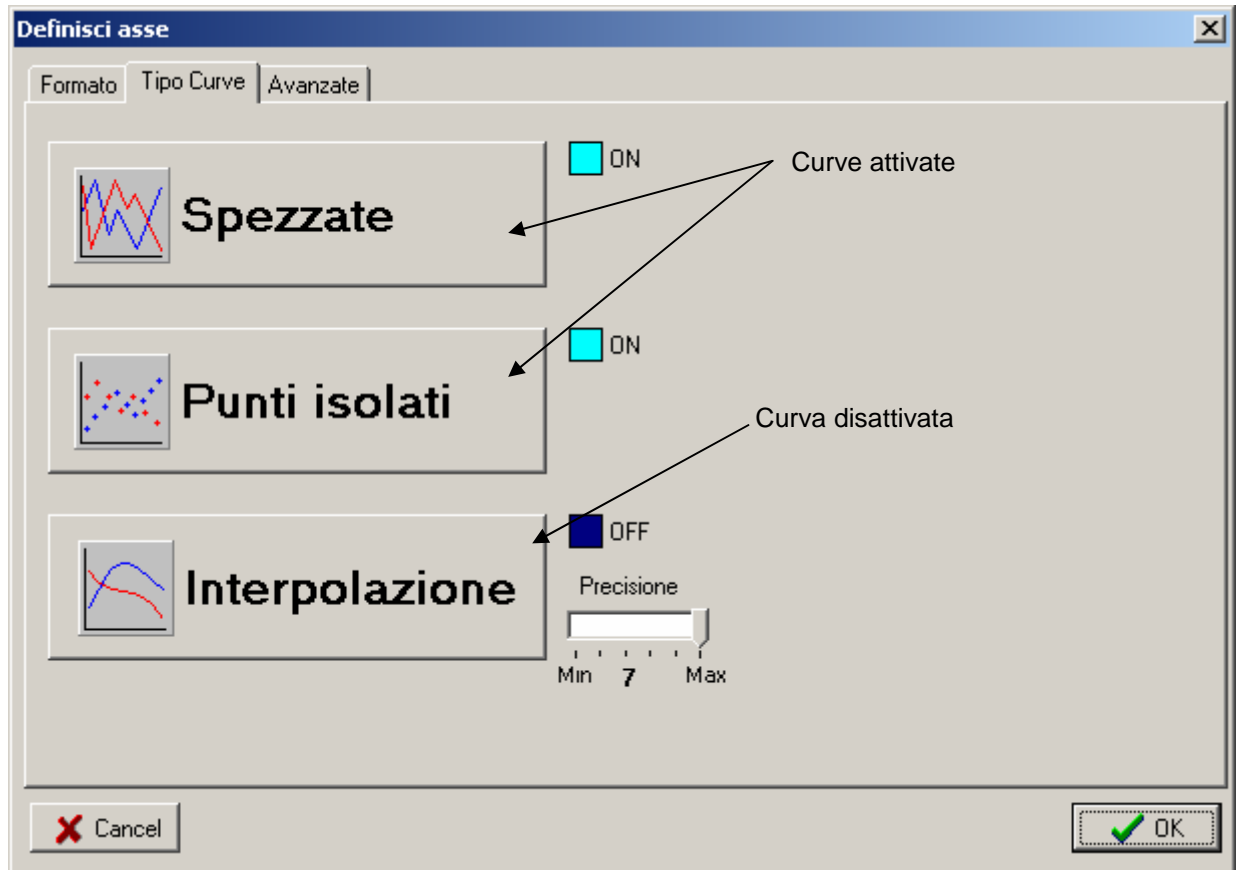 Definisci asse
Formato Tipo Curve Avanzate
Spezzate
ON
Curve attivate
Punti isolati
ON
Curva disattivata
Interpolazione
OFF
Precisione
Min 7 Max
Cancel
OK